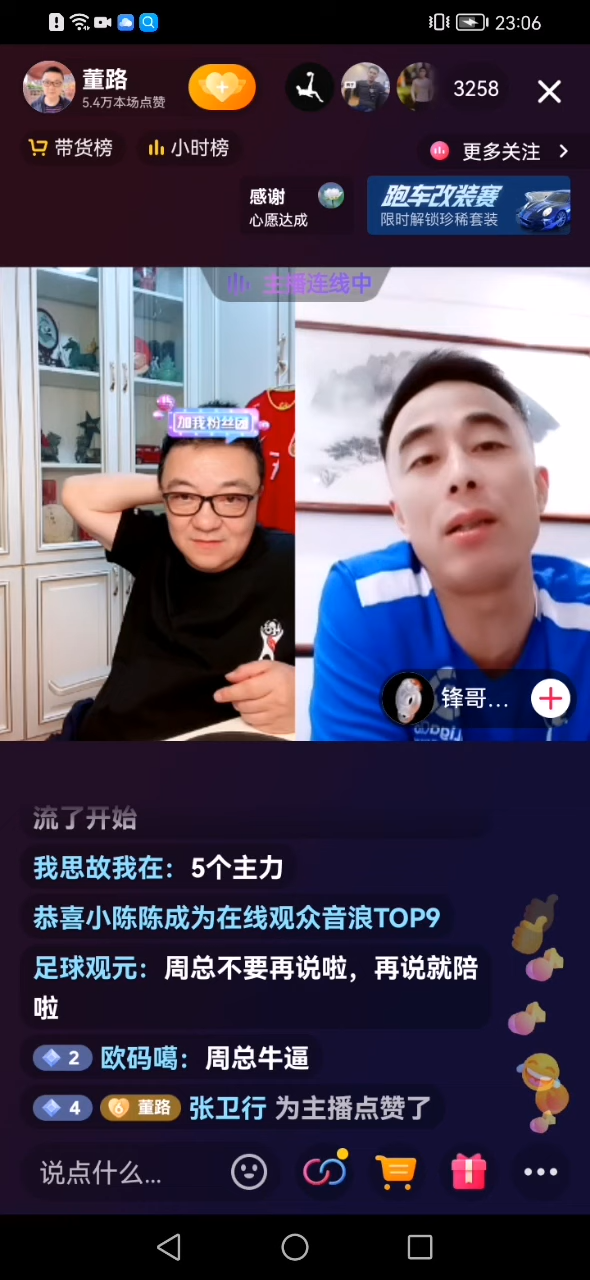 23:06
董路
5.4万本场点赞
3258
带货榜
小时榜
更多关注
感谢
心愿达成
跑车改装赛
限时解锁珍稀套装
主播连线中
加我粉丝团
7
锋哥...
流了开始
我思故我在：5个主力
恭喜小陈陈成为在线观众音浪TOP9
足球观元：周总不要再说啦，再说就陪
啦
2 欧码噶：周总牛逼
4 6 董路 张卫行 为主播点赞了
说点什么...